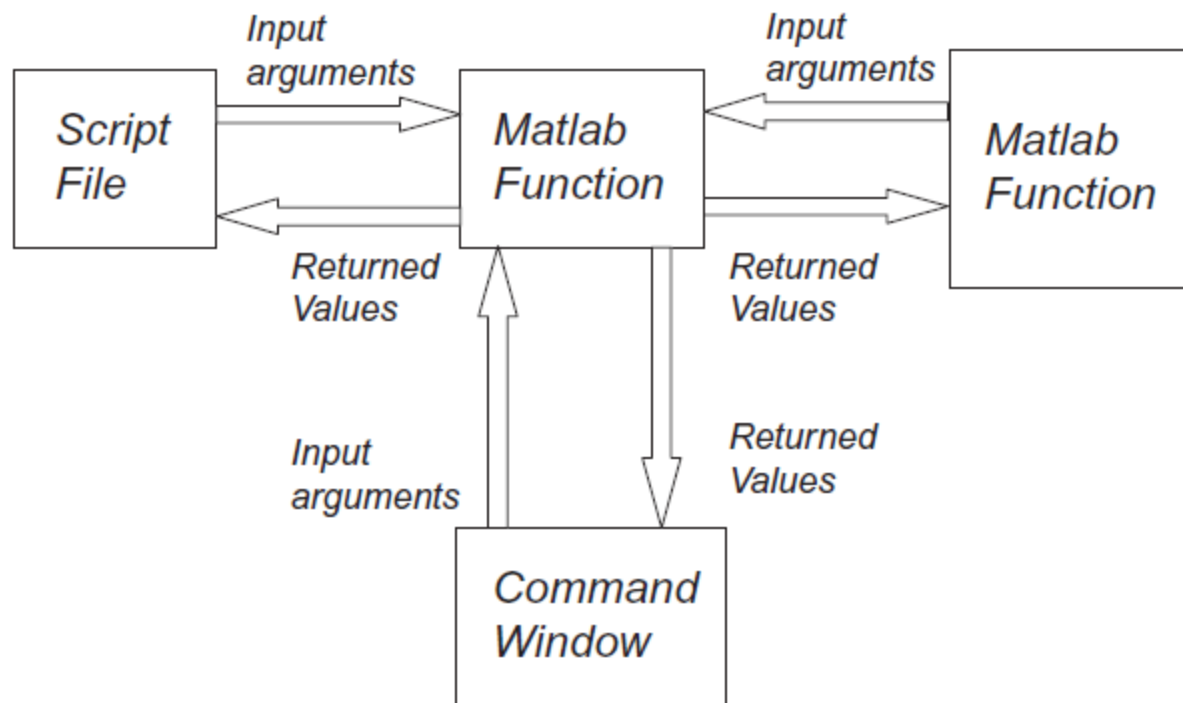 Input
arguments
Script
File
Returned
Values
Matlab
Function
Input
arguments
Matlab
Function
Returned
Values
Input
arguments
Returned
Values
Command
Window